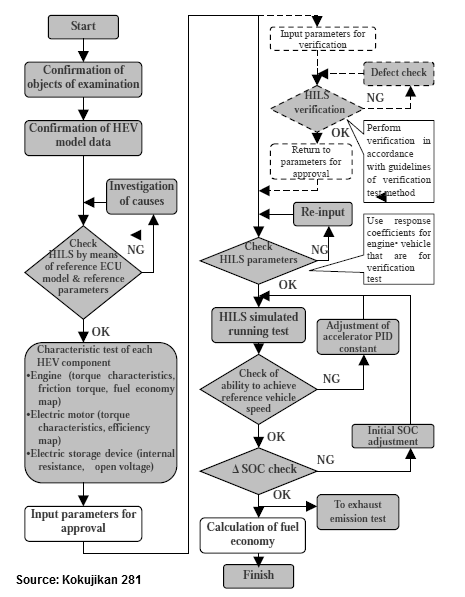 Start
Confirmation of
objects of examination
Confirmation of HEV
model data
Investigation
of causes
NG
Check
HILS by means
of reference ECU
model & reference
parameters
OK
Characteristic test of each
HEV component
•Engine (torque characteristics,
friction torque, fuel economy
map)
•Electric motor (torque
characteristics, efficiency
map)
•Electric storage device (internal
resistance, open voltage)
Input parameters for
approval
Input parameters for
verification
Defect check
HILS
verification
NG
OK
Perform
verification in
accordance
with guidelines
of verification
test method
Return to
parameters for
approval
Re-input
NG
Check
HILS parameters
Use response
coefficients for
engine• vehicle
that are for
verification
test
OK
HILS simulated
running test
Adjustment of
accelerator PID
constant
Check of
ability to achieve
reference vehicle
speed
NG
OK
Initial SOC
adjustment
Δ SOC check
NG
OK
To exhaust
emission test
Calculation of fuel
economy
Finish
Source: Kokujikan 281